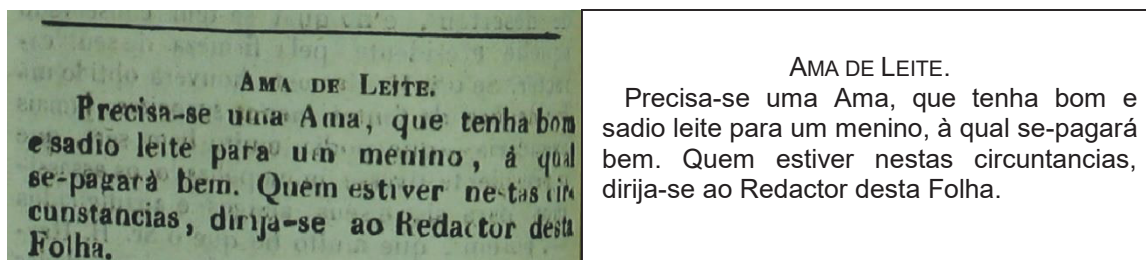 AMA DE LEITE.
Precisa-se uma Ama, que tenha bom
e sadio leite para um menino, à qual
se-pagará bem. Quem estiver nestas cir
cunstancias, dirija-se ao Redactor desta
Folha.
AMA DE LEITE.
Precisa-se uma Ama, que tenha bom e
sadio leite para um menino, à qual se-pagará
bem. Quem estiver nestas circuntancias,
dirija-se ao Redactor desta Folha.